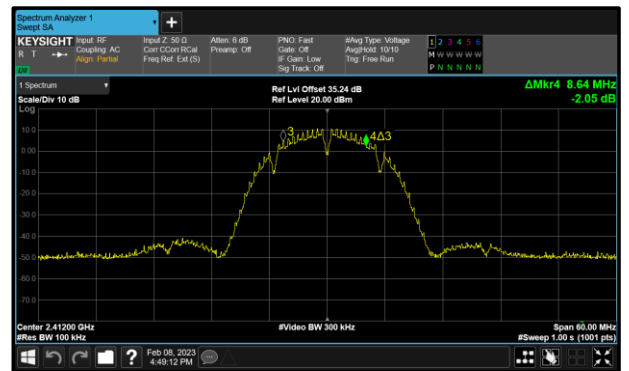 Spectrum Analyzer 1
Swept SA
+
KEYSIGHT
R T
Input: RF
Coupling: AC
Align: Partial
Input Z: 50 Ω
Corr CCorr RCal
Freq Ref: Ext (S)
Atten: 6 dB
Preamp: Off
PNO: Fast
Gate: Off
IF Gain: Low
Sig Track: Off
#Avg Type: Voltage
Avg|Hold: 10/10
Trig: Free Run
1 2 3 4 5 6
M W W W W W
P N N N N N
1 Spectrum
Scale/Div 10 dB
Log
Ref Lvl Offset 35.24 dB
Ref Level 20.00 dBm
ΔMkr4 8.64 MHz
-2.05 dB
3
4Δ3
10.0
0.00
-10.0
-20.0
-30.0
-40.0
-50.0
-60.0
-70.0
Center 2.41200 GHz
#Res BW 100 kHz
#Video BW 300 kHz
Span 60.00 MHz
#Sweep 1.00 s (1001 pts)
?
Feb 08, 2023
4:49:12 PM